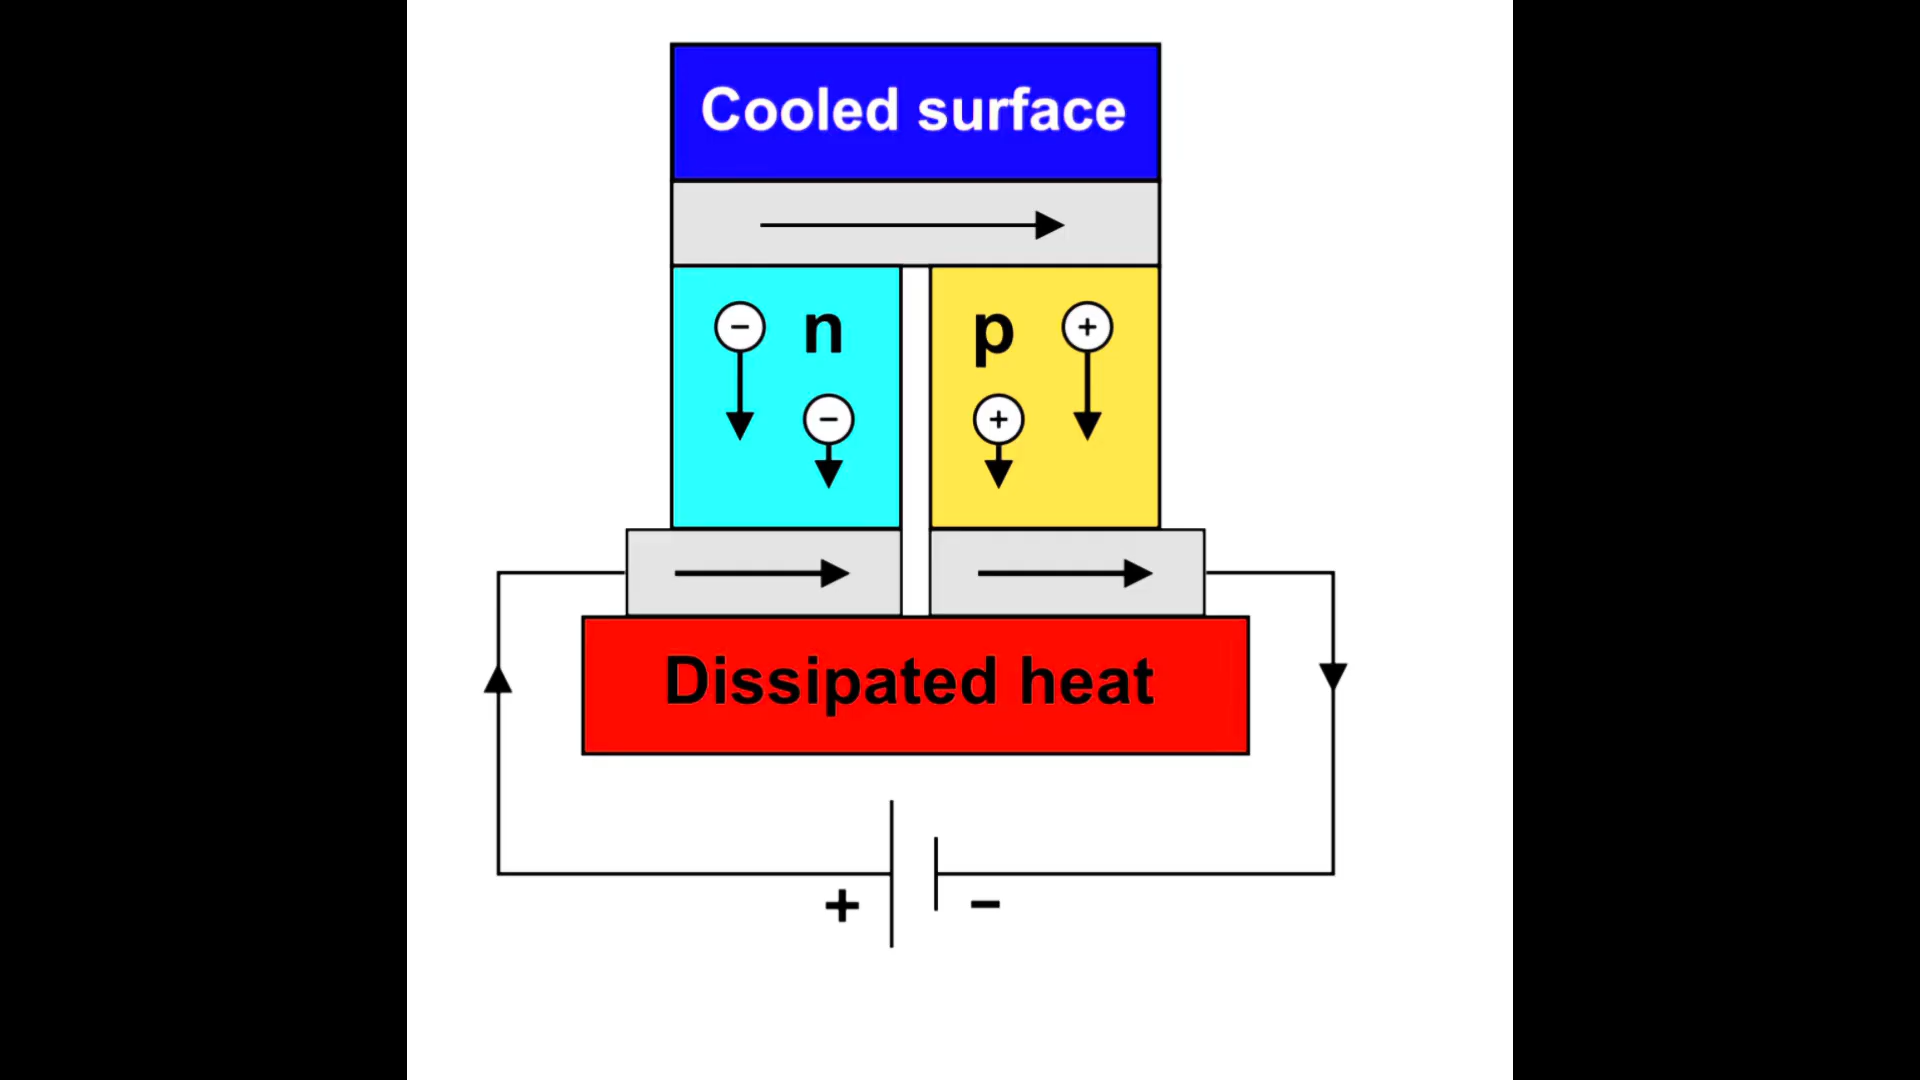 Cooled surface
− n p +
− +
Dissipated heat
+ −